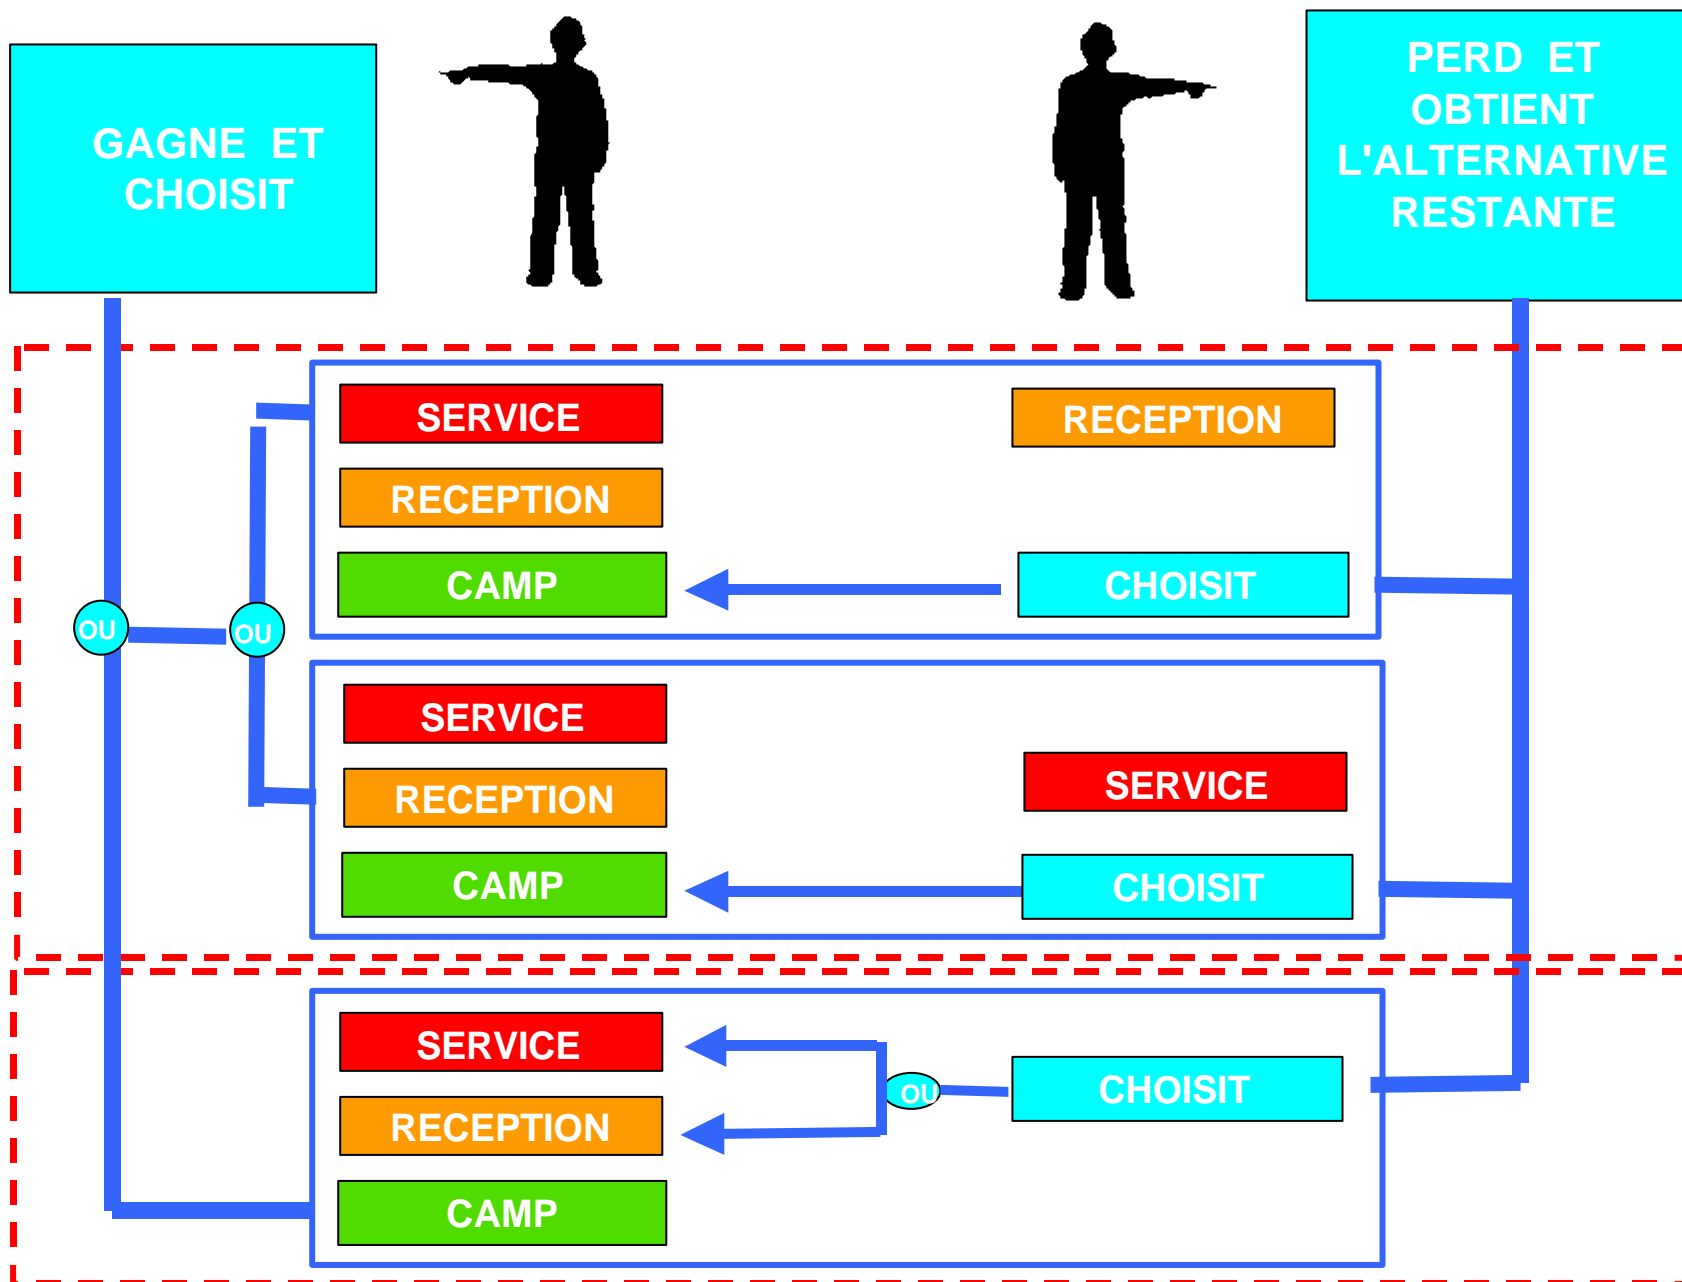 GAGNE ET
CHOISIT
PERD ET
OBTIENT
L'ALTERNATIVE
RESTANTE
SERVICE
RECEPTION
RECEPTION
CAMP
CHOISIT
OU
OU
SERVICE
SERVICE
RECEPTION
CAMP
CHOISIT
SERVICE
OU
CHOISIT
RECEPTION
CAMP